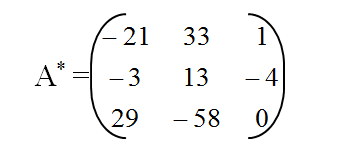 – 21 33 1
A* = – 3 13 – 4
29 – 58 0